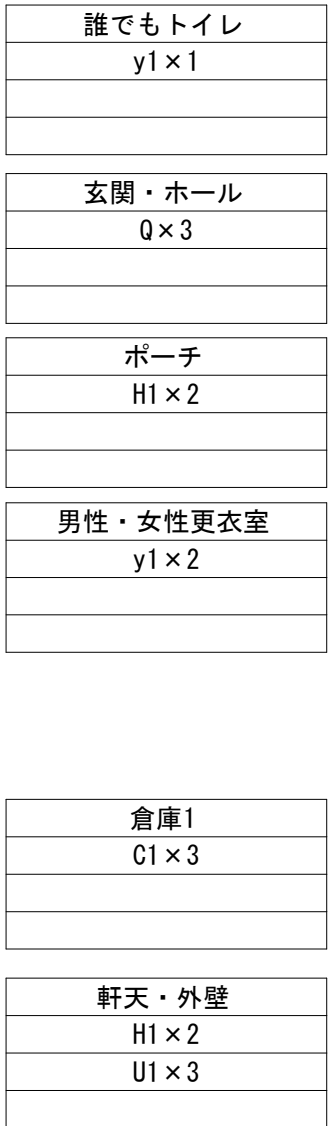 誰でもトイレ
y1×1
玄関・ホール
Q×3
ポーチ
H1×2
男性・女性更衣室
y1×2
倉庫1
C1×3
軒天・外壁
H1×2
U1×3